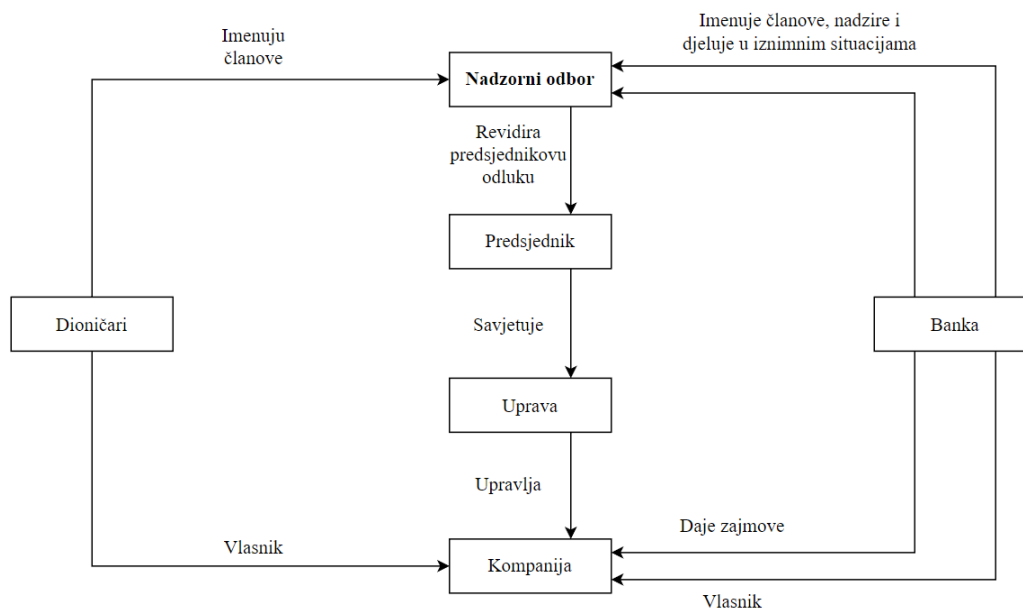 Imenuju
članove
Imenuje članove, nadzire i
djeluje u iznimnim situacijama
Nadzorni odbor
Revidira
predsjednikovu
odluku
Predsjednik
Dioničari
Savjetuje
Banka
Uprava
Upravlja
Daje zajmove
Vlasnik
Kompanija
Vlasnik